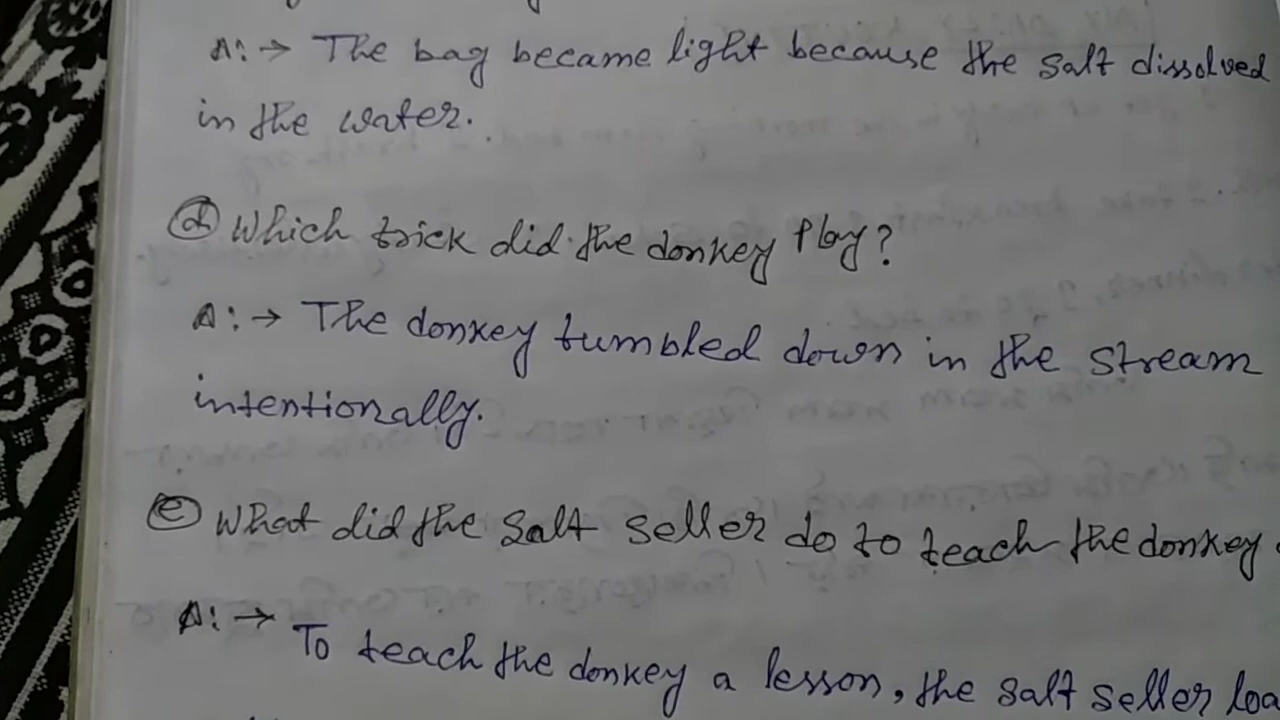 A: → The bag became light because the salt dissolved
in the water.
ⓓ Which trick did the donkey play?
A: → The donkey tumbled down in the stream
intentionally.
ⓔ What did the salt seller do to teach the donkey
A: → To teach the donkey a lesson, the salt seller loa